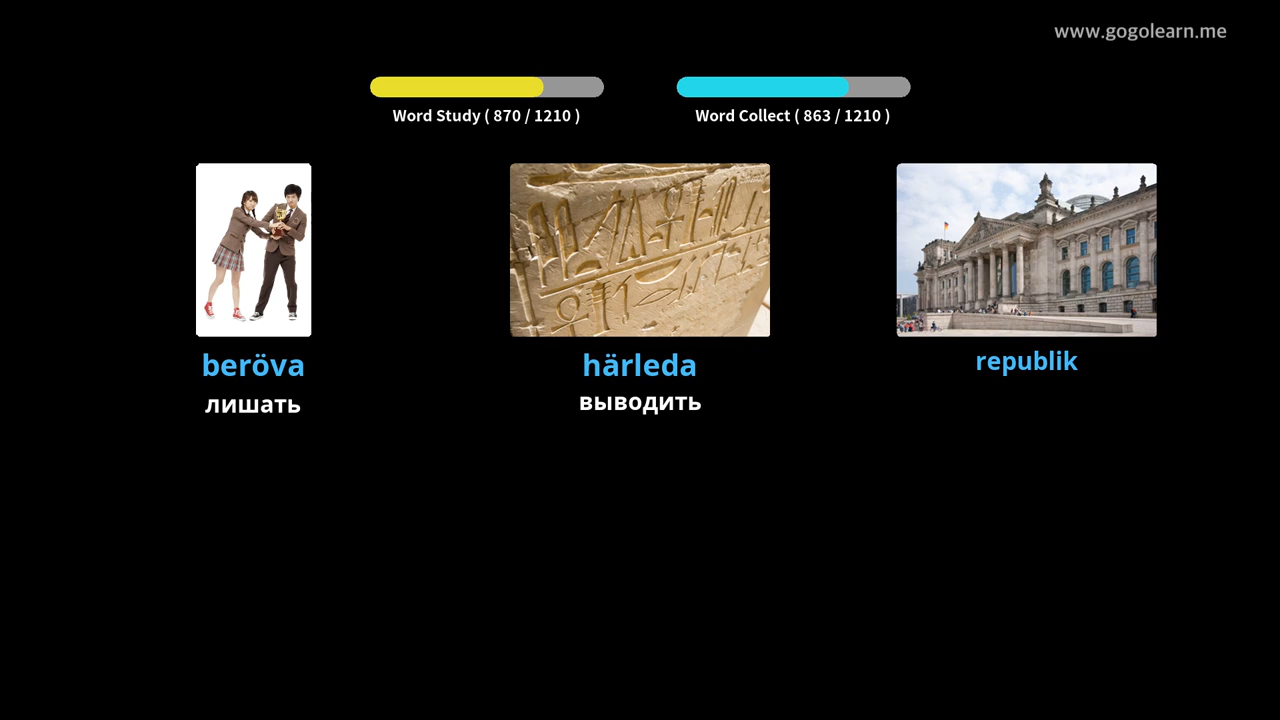 www.gogolearn.me
Word Study ( 870 / 1210 )
Word Collect ( 863 / 1210 )
beröva
härleda
republik
лишать
выводить